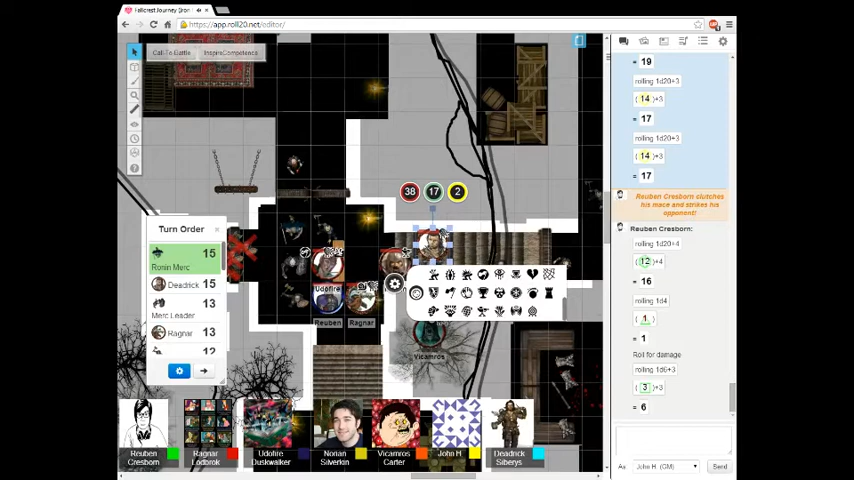 Fallcrest Journey (Iron
https://app.roll20.net/editor/
Call-To-Battle
InspireCompetence
38
17
2
Turn Order
15
Ronin Merc
Deadrick
15
13
Merc Leader
Ragnar
13
12
Udofire
Reuben
Ragnar
Vicamros
Reuben
Cresborn
Ragnar
Lodbrok
Udofire
Duskwalker
Norian
Silverkin
Vicamros
Carter
John H
Deadrick
Siberys
= 19
rolling 1d20+3
( 14 )+3
= 17
rolling 1d20+3
( 14 )+3
= 17
Reuben Cresborn clutches
his mace and strikes his
opponent!
Reuben Cresborn:
rolling 1d20+4
( 12 )+4
= 16
rolling 1d4
( 1 )
= 1
Roll for damage
rolling 1d6+3
( 3 )+3
= 6
As
John H (GM)
Send